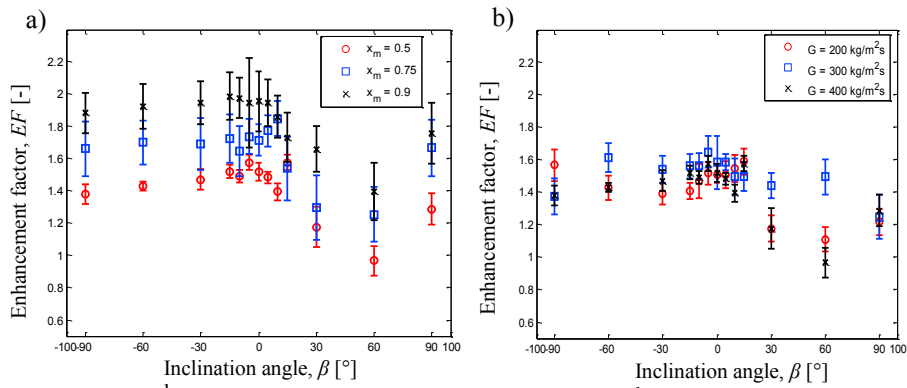 a)
Enhancement factor, EF [-]
2.2
2
1.8
1.6
1.4
1.2
1
0.8
0.6
x_m = 0.5
x_m = 0.75
x_m = 0.9
-100 -90 -60 -30 0 30 60 90 100
Inclination angle, β [°]
b)
Enhancement factor, EF [-]
2.2
2
1.8
1.6
1.4
1.2
1
0.8
0.6
G = 200 kg/m²s
G = 300 kg/m²s
G = 400 kg/m²s
-100 -90 -60 -30 0 30 60 90 100
Inclination angle, β [°]